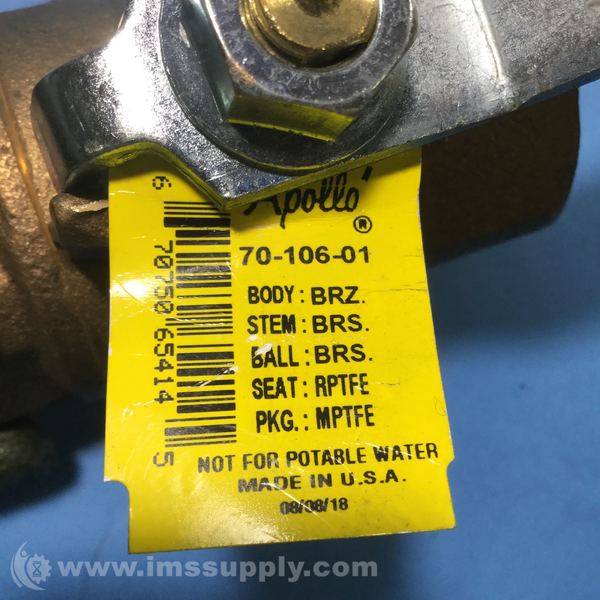 Apollo
®
70-106-01
BODY: BRZ.
STEM: BRS.
BALL: BRS.
SEAT: RPTFE
PKG.: MPTFE
NOT FOR POTABLE WATER
MADE IN U.S.A.
08/08/18
6 70750 65414 5
www.imssupply.com